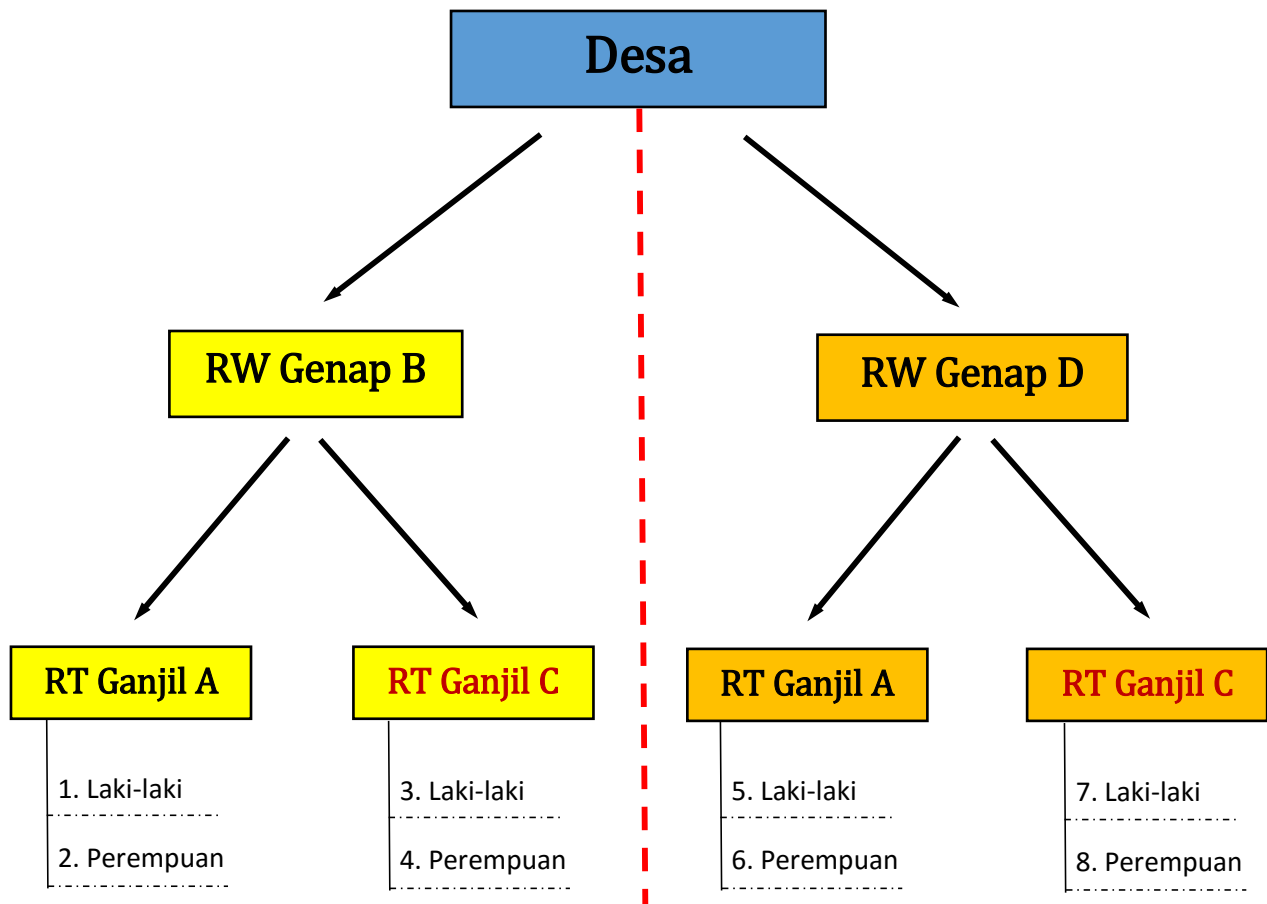 Desa
RW Genap B
RW Genap D
RT Ganjil A
RT Ganjil C
RT Ganjil A
RT Ganjil C
1. Laki-laki
2. Perempuan
3. Laki-laki
4. Perempuan
5. Laki-laki
6. Perempuan
7. Laki-laki
8. Perempuan